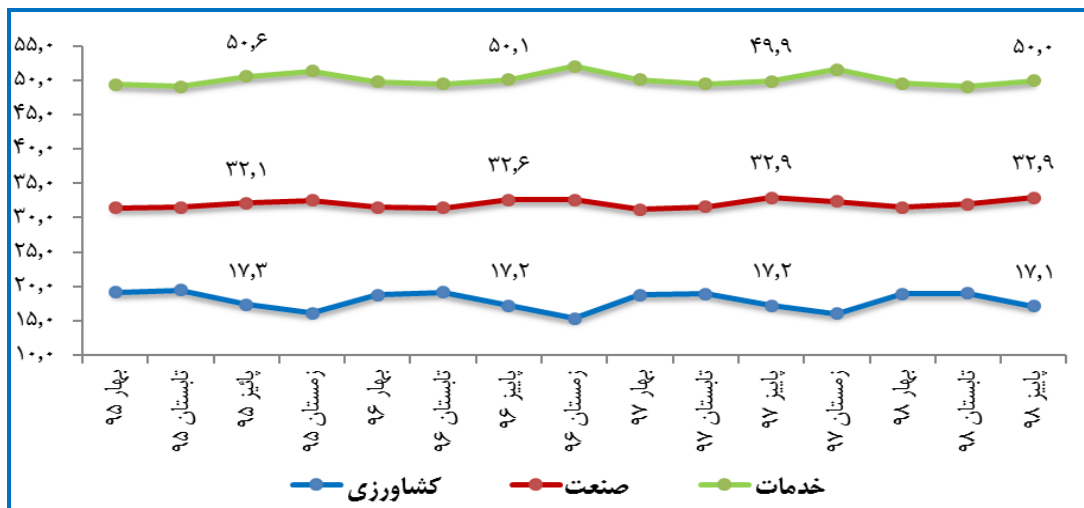 ۵۵,۰
۵۰,۰
۴۵,۰
۴۰,۰
۳۵,۰
۳۰,۰
۲۵,۰
۲۰,۰
۱۵,۰
۱۰,۰
۵۰,۶ ۵۰,۱ ۴۹,۹ ۵۰,۰
۳۲,۱ ۳۲,۶ ۳۲,۹ ۳۲,۹
۱۷,۳ ۱۷,۲ ۱۷,۲ ۱۷,۱
بهار ۹۵
تابستان ۹۵
پائیز ۹۵
زمستان ۹۵
بهار ۹۶
تابستان ۹۶
پاییز ۹۶
زمستان ۹۶
بهار ۹۷
تابستان ۹۷
پاییز ۹۷
زمستان ۹۷
بهار ۹۸
تابستان ۹۸
پاییز ۹۸
خدمات صنعت کشاورزی